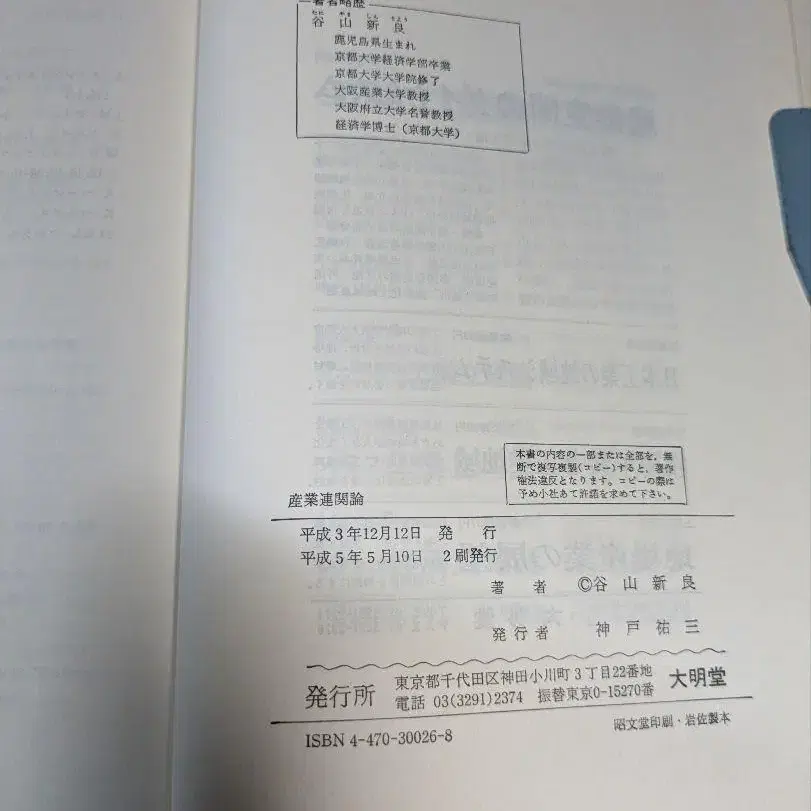 著者略歴
たに やま しん りょう
谷山新良
鹿児島県生まれ
京都大学経済学部卒業
京都大学大学院修了
大阪産業大学教授
大阪府立大学名誉教授
経済学博士（京都大学）
本書の内容の一部または全部を，無
断で複写複製（コピー）すると，著作
権法違反となります。コピーの際は
予め小社あて許諾を求めて下さい。
産業連関論
平成3年12月12日 発 行
平成5年5月10日 2刷発行
著 者 ©谷 山 新 良
発行者 神 戸 祐 三
発行所 東京都千代田区神田小川町3丁目22番地 大明堂
電話 03(3291)2374 振替東京0-15270番
昭文堂印刷・岩佐製本
ISBN 4-470-30026-8